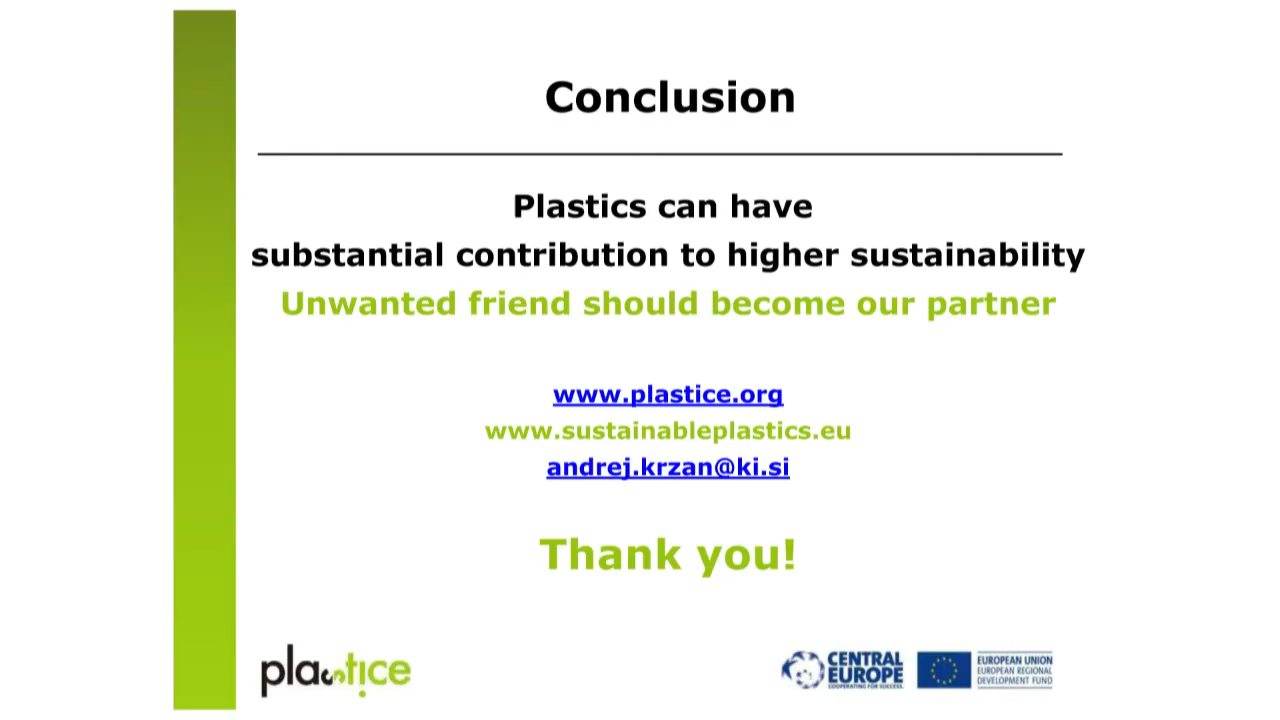 Conclusion
Plastics can have
substantial contribution to higher sustainability
Unwanted friend should become our partner
www.plastice.org
www.sustainableplastics.eu
andrej.krzan@ki.si
Thank you!
plastice
CENTRAL
EUROPE
COOPERATING FOR SUCCESS.
EUROPEAN UNION
EUROPEAN REGIONAL
DEVELOPMENT FUND